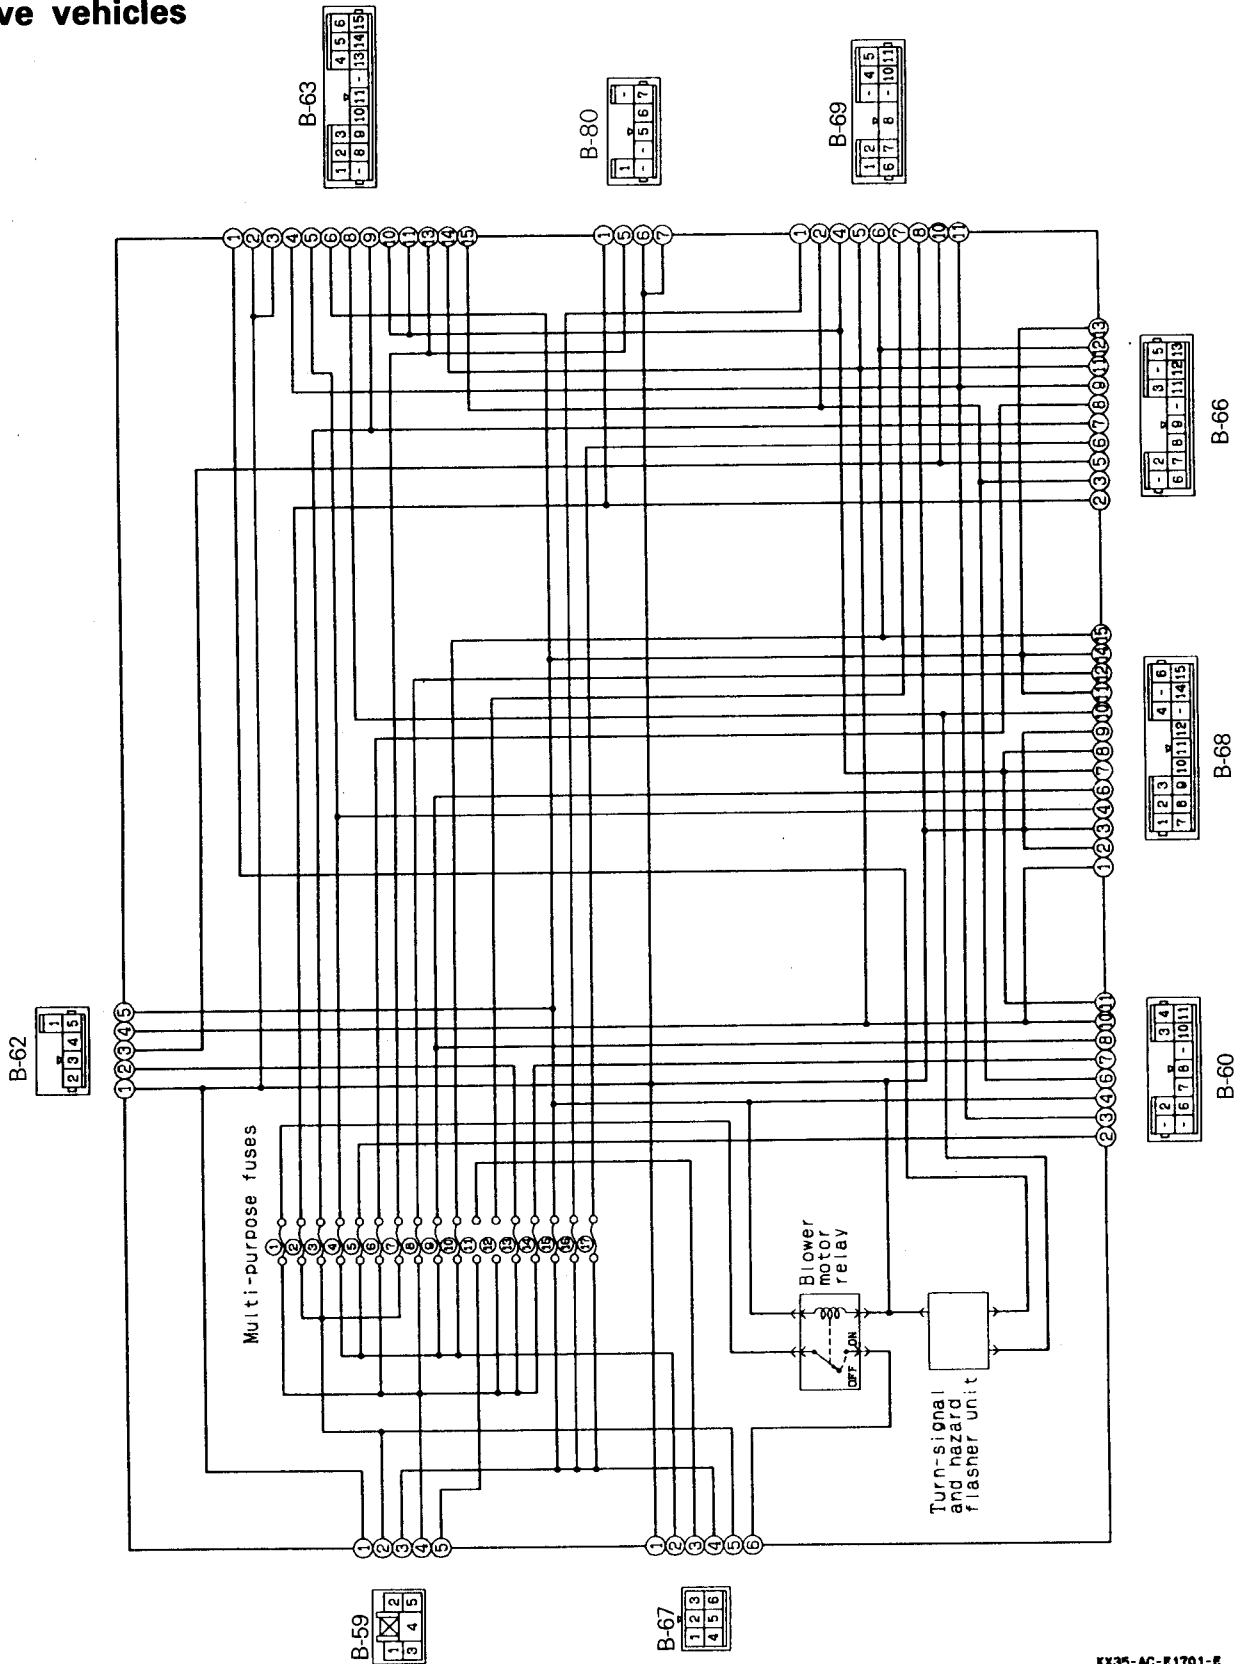 ve vehicles
B-63
1 2 3 4 5 6
- 8 9 10 11 - 13 14 15
B-80
1 -
- - 5 6 7
B-69
1 2 - 4 5
6 7 8 - 10 11
1 2 3 4 5 6 8 9 10 11 13 14 15
1 5 6 7
1 2 4 5 6 7 8 10 11
B-62
1
2 3 4 5
1 2 3 4 5
13 12 11 9 8 7 6 5 3 2
- 2 3 - 5
6 7 8 9 - 11 12 13
B-66
15 14 12 11 10 9 8 7 6 4 3 2 1
1 2 3 4 - 6
7 8 9 10 11 12 - 14 15
B-68
11 10 8 7 6 4 3 2
- 2 3 4
- 6 7 8 - 10 11
B-60
Multi-purpose fuses
1 2 3 4 5 6 7 8 9 10 11 12 13 14 15 16 17
Blower
motor
relay
OFF ON
Turn-signal
and hazard
flasher unit
1 2 3 4 5
1 2 3 4 5 6
B-59
1 2
3 4 5
B-67
1 2 3
4 5 6
KX35-AC-E1701-E